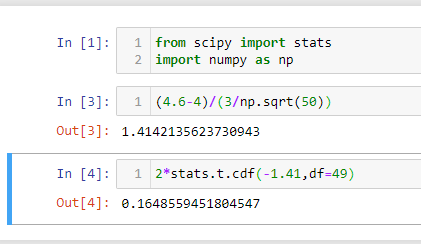 In [1]: 1 from scipy import stats
2 import numpy as np
In [3]: 1 (4.6-4)/(3/np.sqrt(50))
Out[3]: 1.4142135623730943
In [4]: 1 2*stats.t.cdf(-1.41,df=49)
Out[4]: 0.1648559451804547